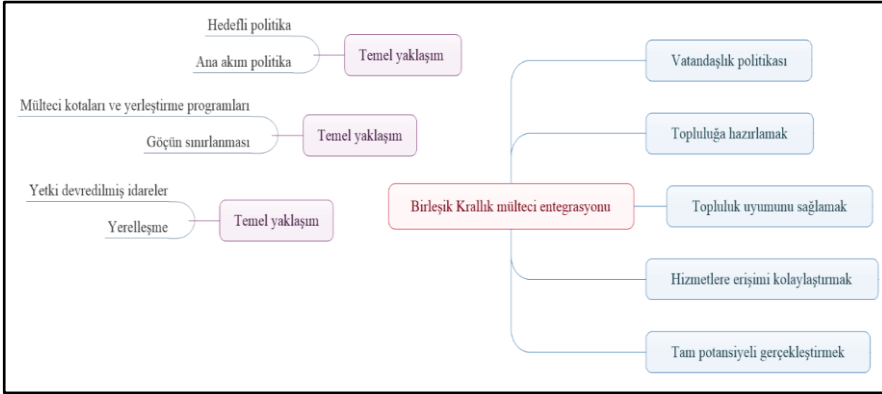 Hedefli politika
Ana akım politika
Temel yaklaşım
Mülteci kotaları ve yerleştirme programları
Göçün sınırlanması
Temel yaklaşım
Yetki devredilmiş idareler
Yerelleşme
Temel yaklaşım
Birleşik Krallık mülteci entegrasyonu
Vatandaşlık politikası
Topluluğa hazırlamak
Topluluk uyumunu sağlamak
Hizmetlere erişimi kolaylaştırmak
Tam potansiyeli gerçekleştirmek